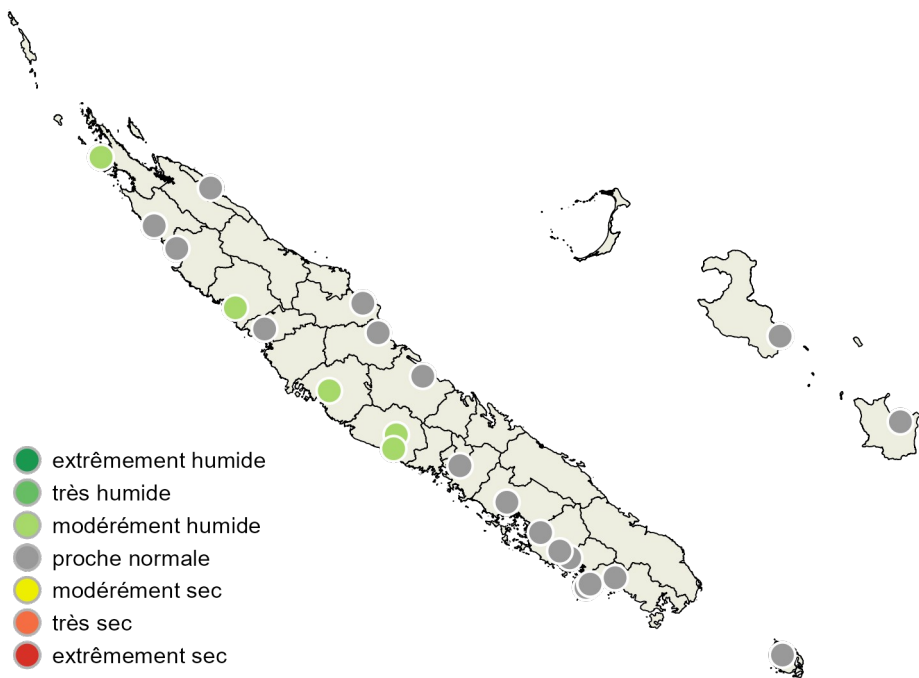 extrêmement humide
très humide
modérément humide
proche normale
modérément sec
très sec
extrêmement sec